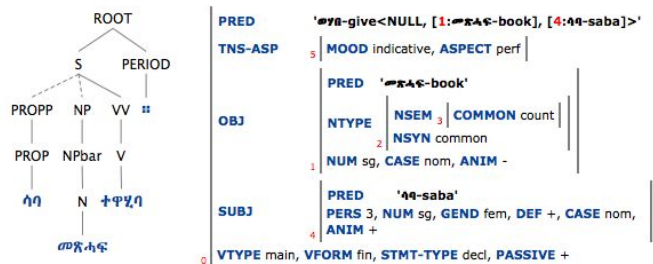 ROOT
S PERIOD
PROPP NP VV ።
PROP NPbar V
ሳባ N ተዋሂባ
መጽሓፍ
PRED 'ወሃበ-give<NULL, [1:መጽሓፍ-book], [4:ሳባ-saba]>'
TNS-ASP 5 MOOD indicative, ASPECT perf
PRED 'መጽሓፍ-book'
OBJ NTYPE NSEM 3 COMMON count
2 NSYN common
1 NUM sg, CASE nom, ANIM -
PRED 'ሳባ-saba'
SUBJ PERS 3, NUM sg, GEND fem, DEF +, CASE nom,
4 ANIM +
0 VTYPE main, VFORM fin, STMT-TYPE decl, PASSIVE +